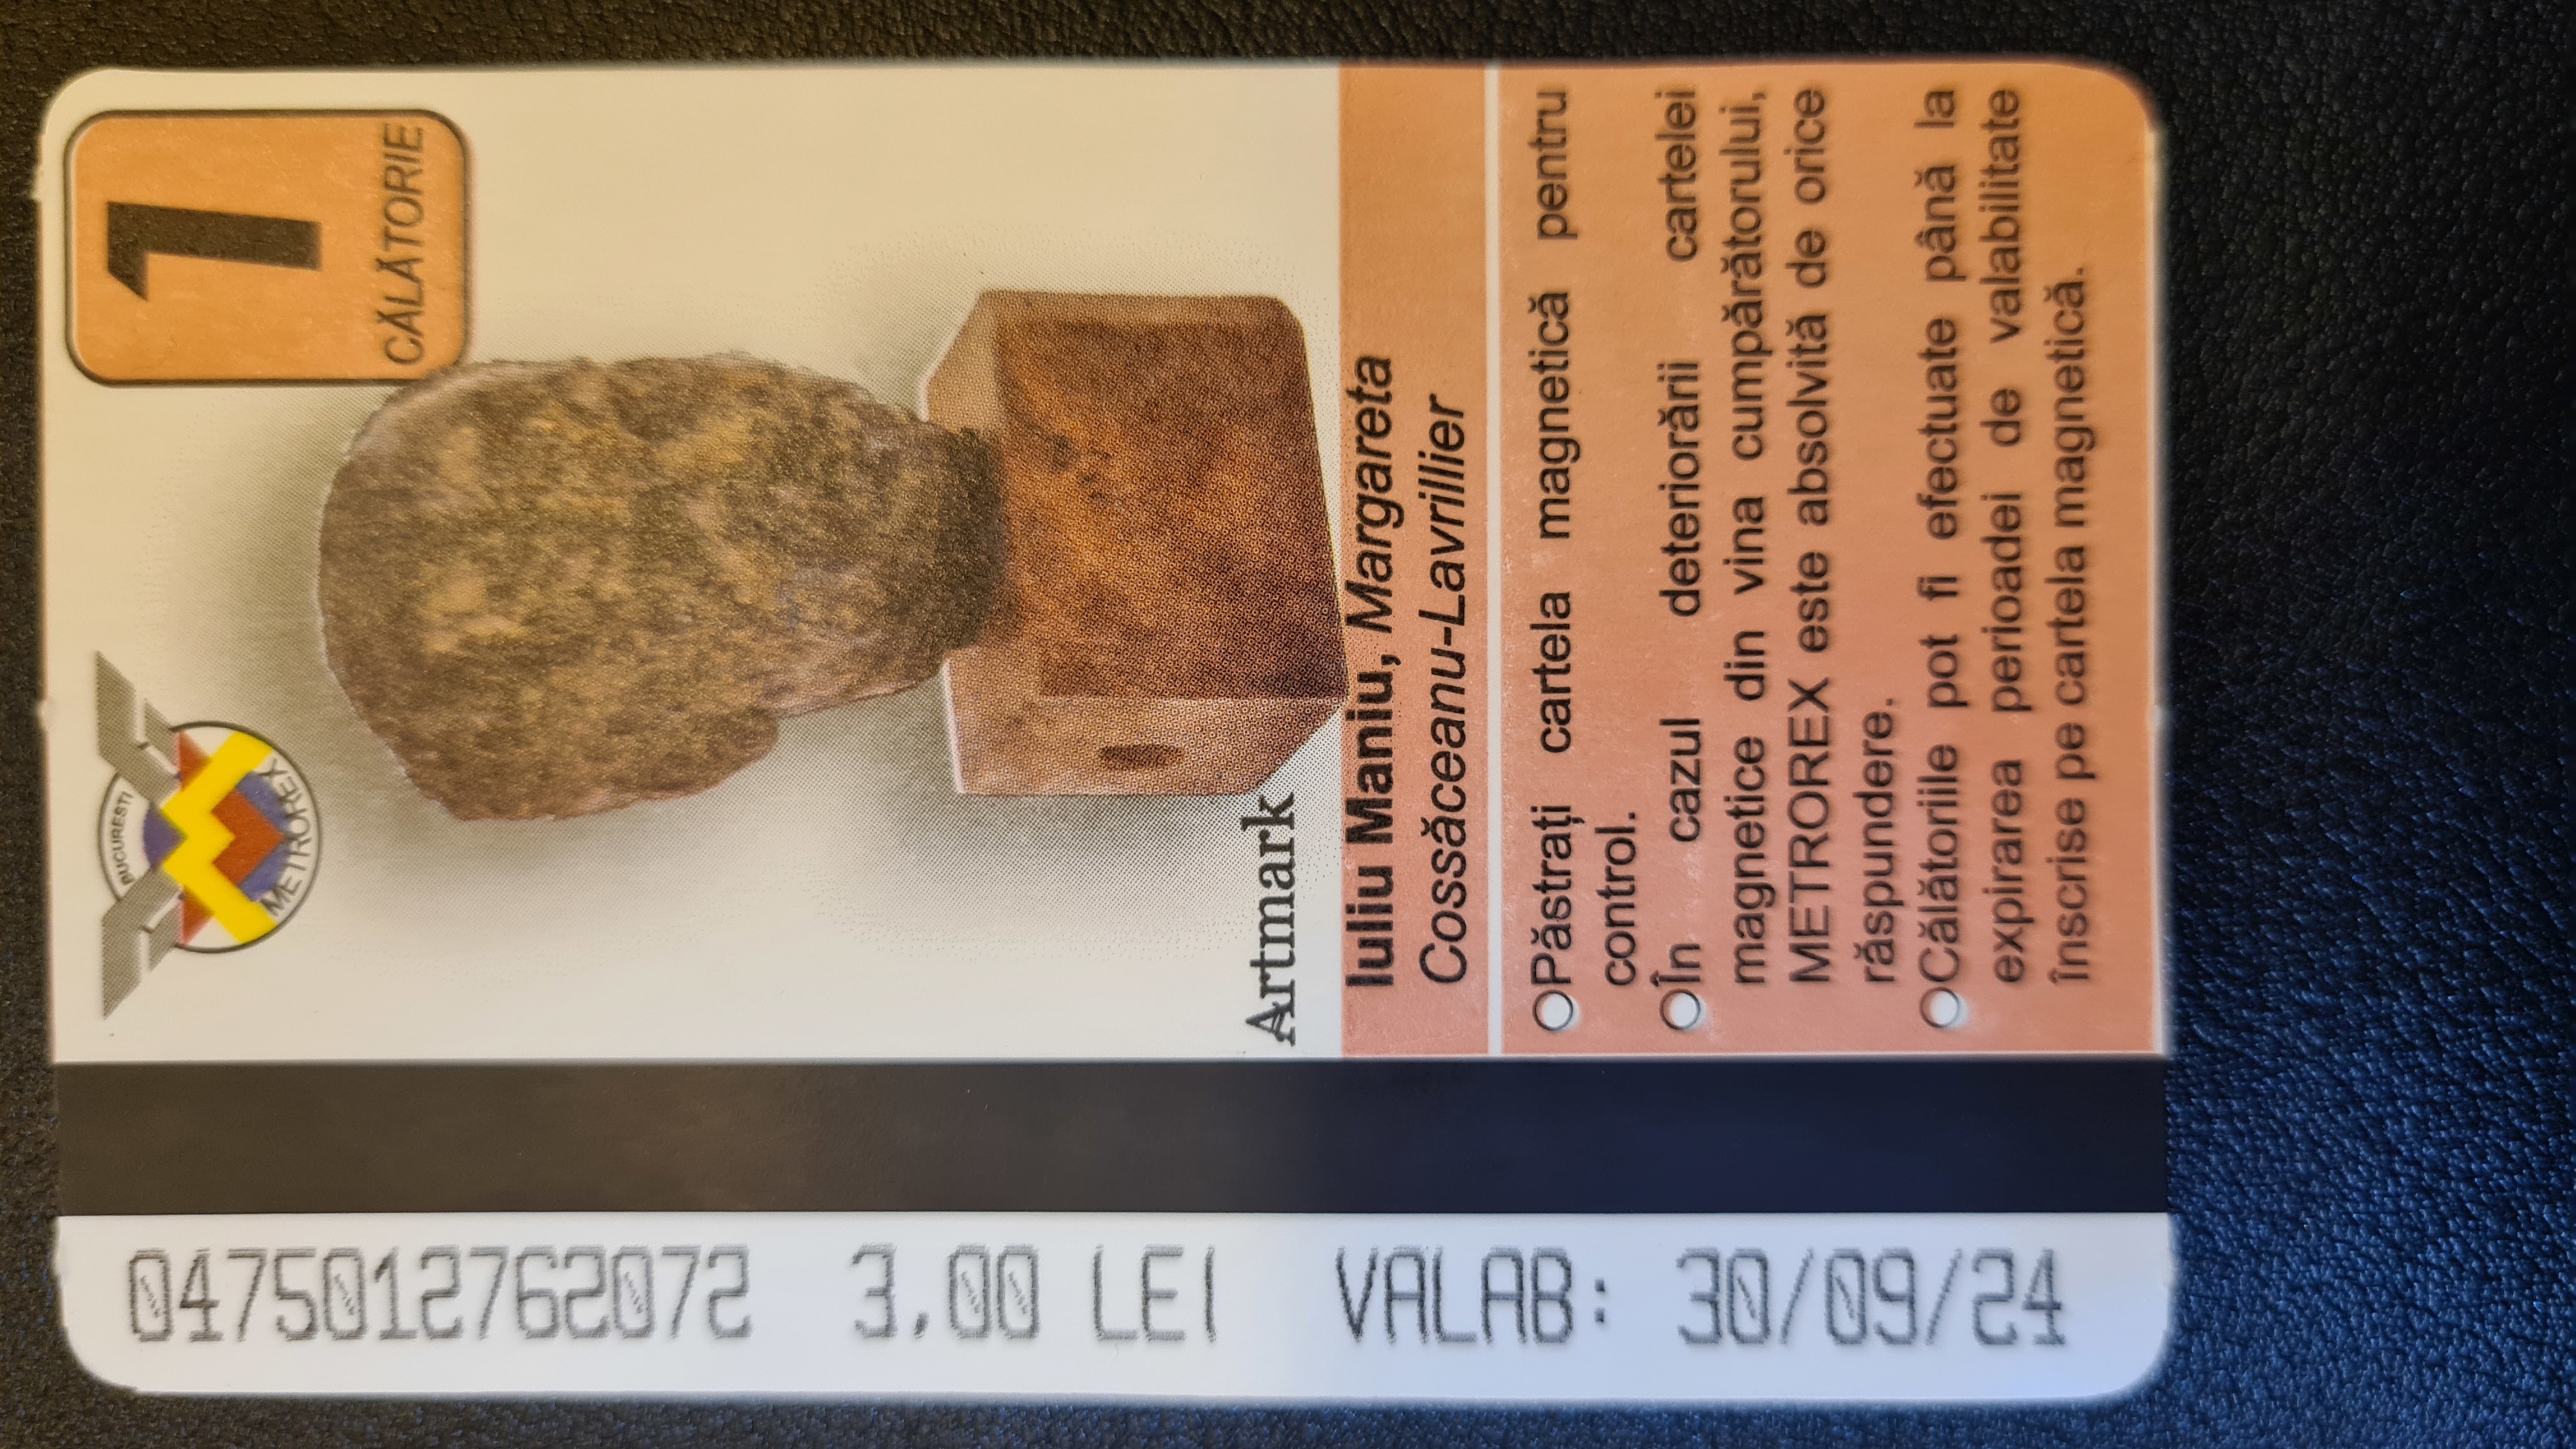 BUCUREȘTI
METROREX
1
CĂLĂTORIE
Artmark
Iuliu Maniu, Margareta
Cossăceanu-Lavrillier
Păstrați cartela magnetică pentru
control.
În cazul deteriorării cartelei
magnetice din vina cumpărătorului,
METROREX este absolvită de orice
răspundere.
Călătoriile pot fi efectuate până la
expirarea perioadei de valabilitate
înscrise pe cartela magnetică.
0475012762072 3,00 LEI VALAB: 30/09/24